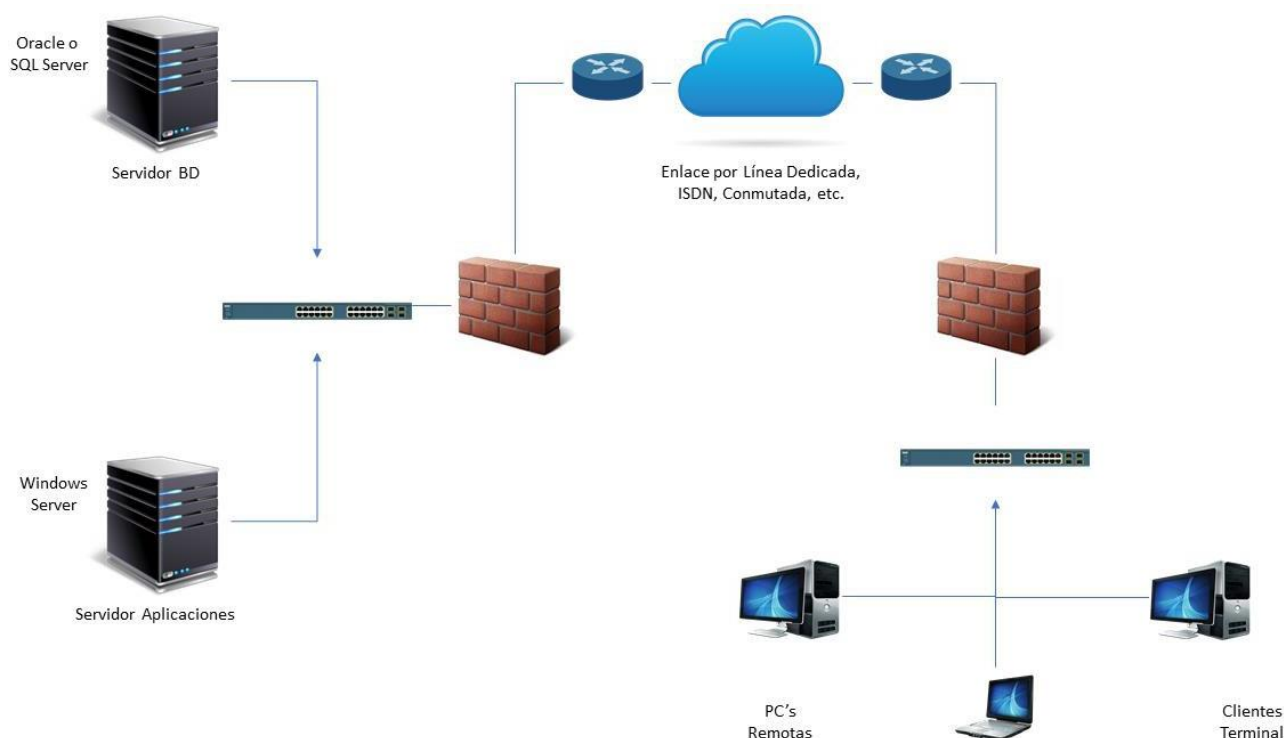 Oracle o
SQL Server
Servidor BD
Enlace por Línea Dedicada,
ISDN, Conmutada, etc.
Windows
Server
Servidor Aplicaciones
PC's
Remotas
Clientes
Terminal